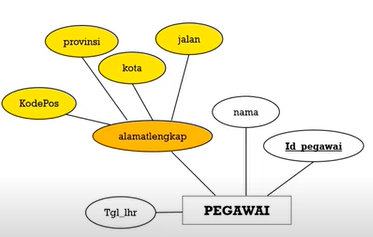 provinsi
jalan
kota
KodePos
alamatlengkap
nama
Id_pegawai
Tgl_lhr
PEGAWAI